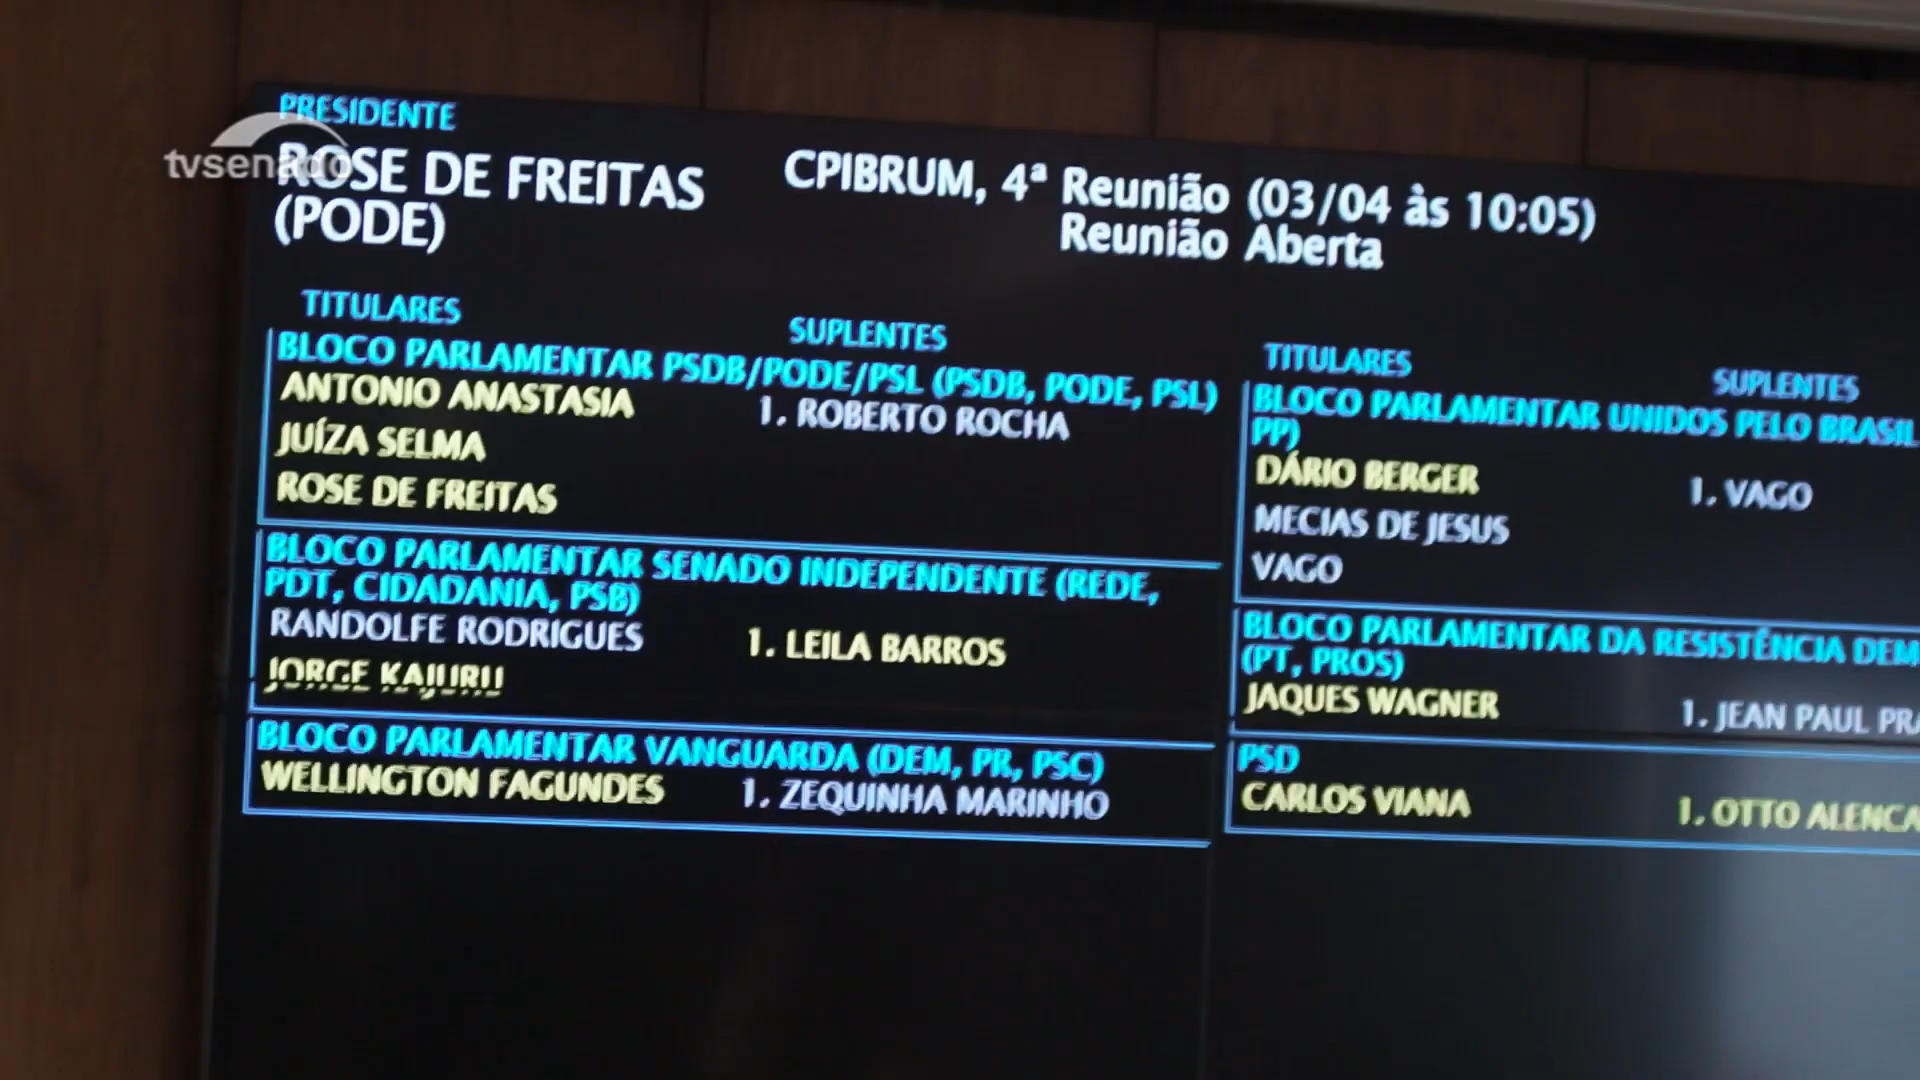 PRESIDENTE
tvsenado
ROSE DE FREITAS
(PODE)
CPIBRUM, 4ª Reunião (03/04 às 10:05)
Reunião Aberta
TITULARES
SUPLENTES
BLOCO PARLAMENTAR PSDB/PODE/PSL (PSDB, PODE, PSL)
ANTONIO ANASTASIA
1. ROBERTO ROCHA
JUÍZA SELMA
ROSE DE FREITAS
BLOCO PARLAMENTAR SENADO INDEPENDENTE (REDE,
PDT, CIDADANIA, PSB)
RANDOLFE RODRIGUES
1. LEILA BARROS
JORGE KAJURU
BLOCO PARLAMENTAR VANGUARDA (DEM, PR, PSC)
WELLINGTON FAGUNDES
1. ZEQUINHA MARINHO
TITULARES
SUPLENTES
BLOCO PARLAMENTAR UNIDOS PELO BRASIL
PP)
DÁRIO BERGER
1. VAGO
MECIAS DE JESUS
VAGO
BLOCO PARLAMENTAR DA RESISTÊNCIA DEM
(PT, PROS)
JAQUES WAGNER
1. JEAN PAUL PRA
PSD
CARLOS VIANA
1. OTTO ALENCA